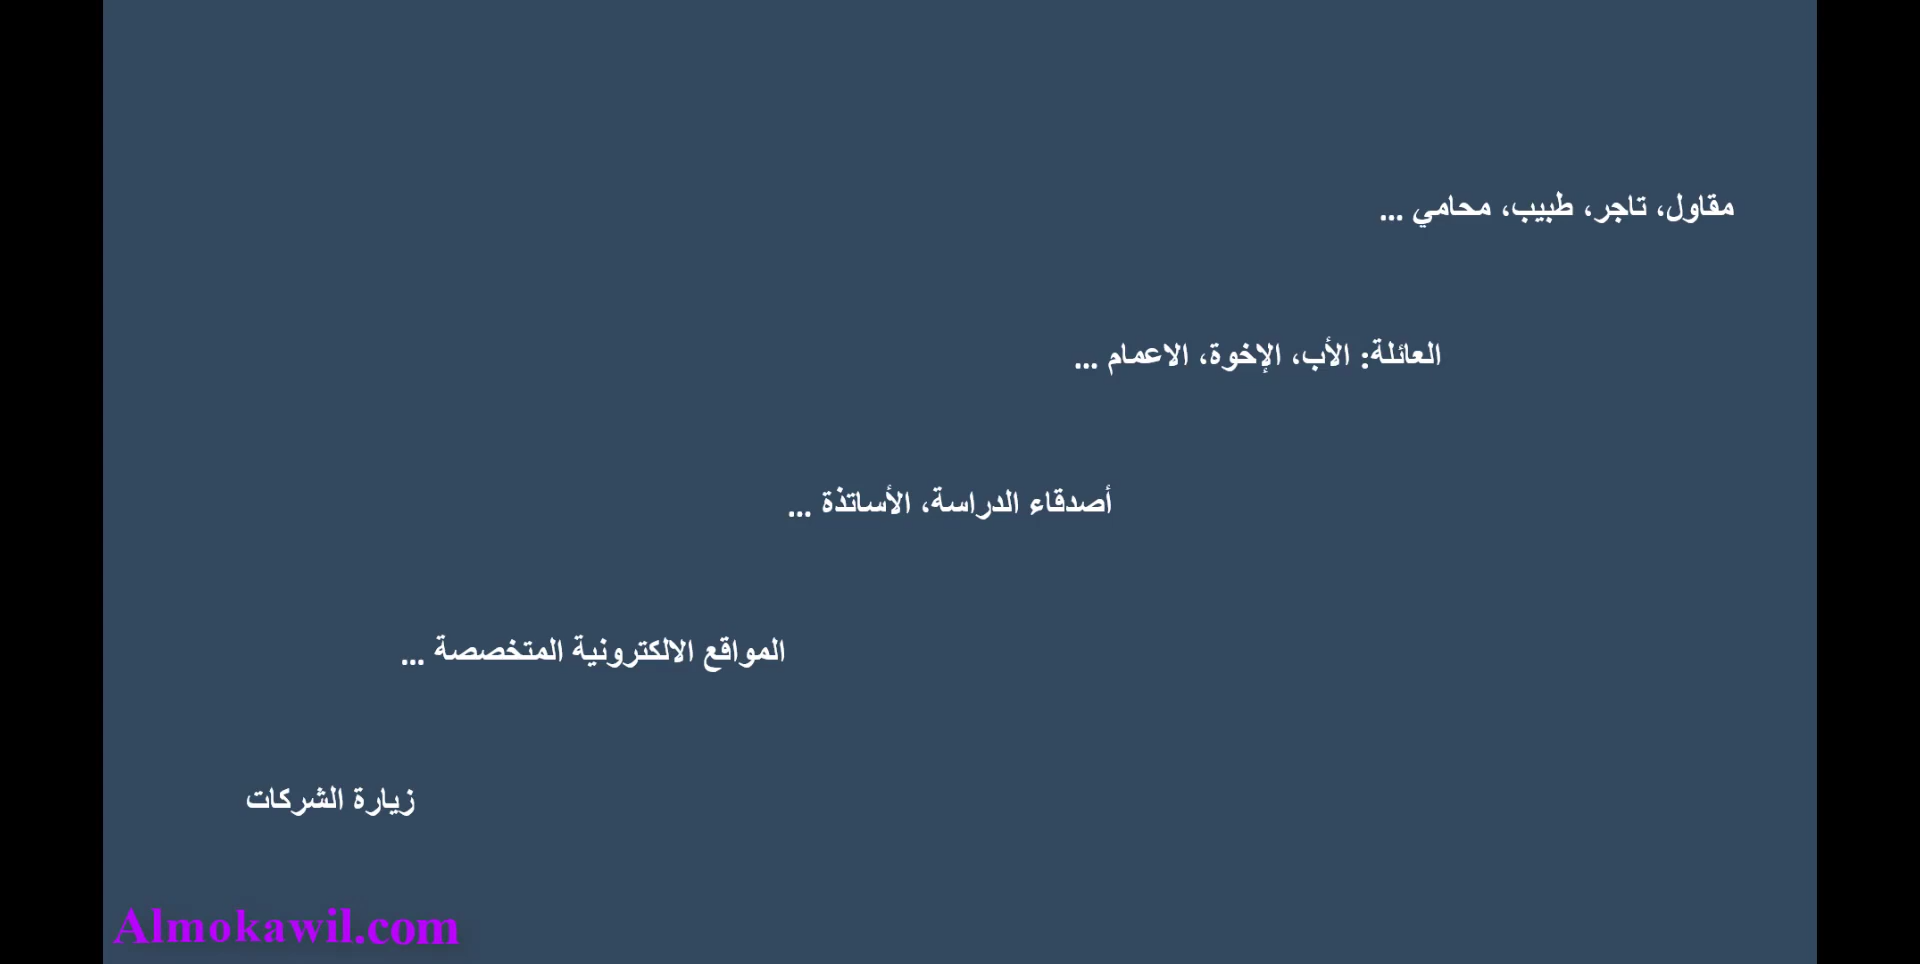 مقاول، تاجر، طبيب، محامي ...
العائلة: الأب، الإخوة، الاعمام ...
أصدقاء الدراسة، الأساتذة ...
المواقع الالكترونية المتخصصة ...
زيارة الشركات
Almokawil.com